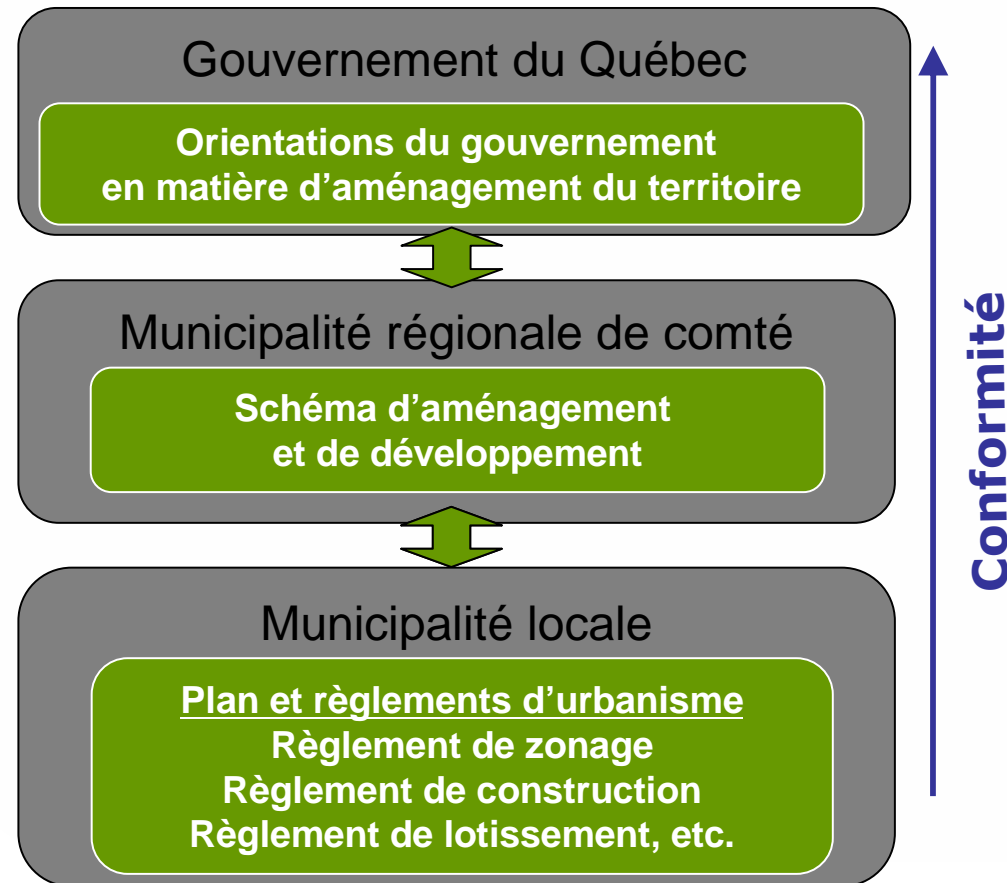 Gouvernement du Québec
Orientations du gouvernement
en matière d’aménagement du territoire
Municipalité régionale de comté
Schéma d’aménagement
et de développement
Municipalité locale
Plan et règlements d’urbanisme
Règlement de zonage
Règlement de construction
Règlement de lotissement, etc.
Conformité